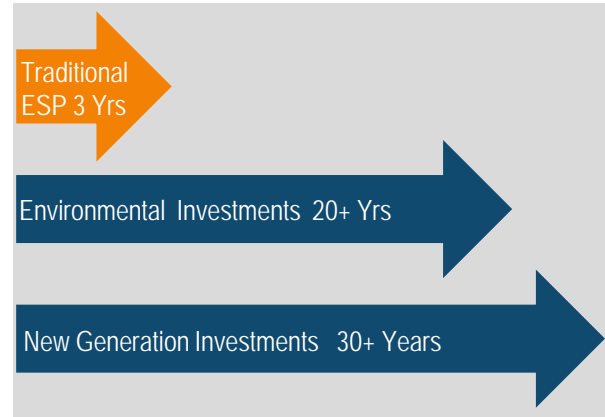 Traditional
ESP 3 Yrs
Environmental Investments 20+ Yrs
New Generation Investments 30+ Years